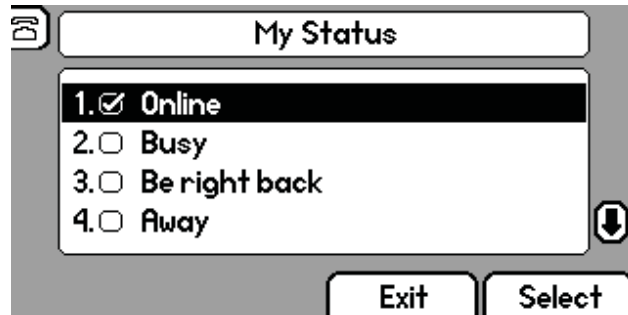 My Status
1. Online
2. Busy
3. Be right back
4. Away
Exit Select